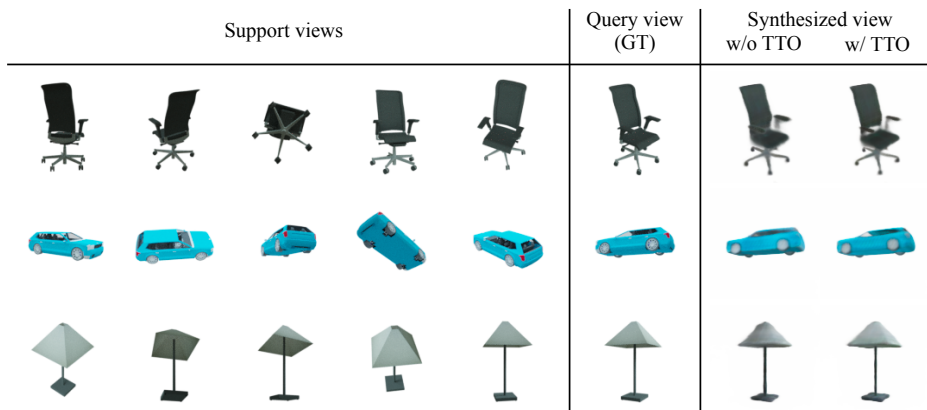 Support views
Query view
(GT)
Synthesized view
w/o TTO w/ TTO